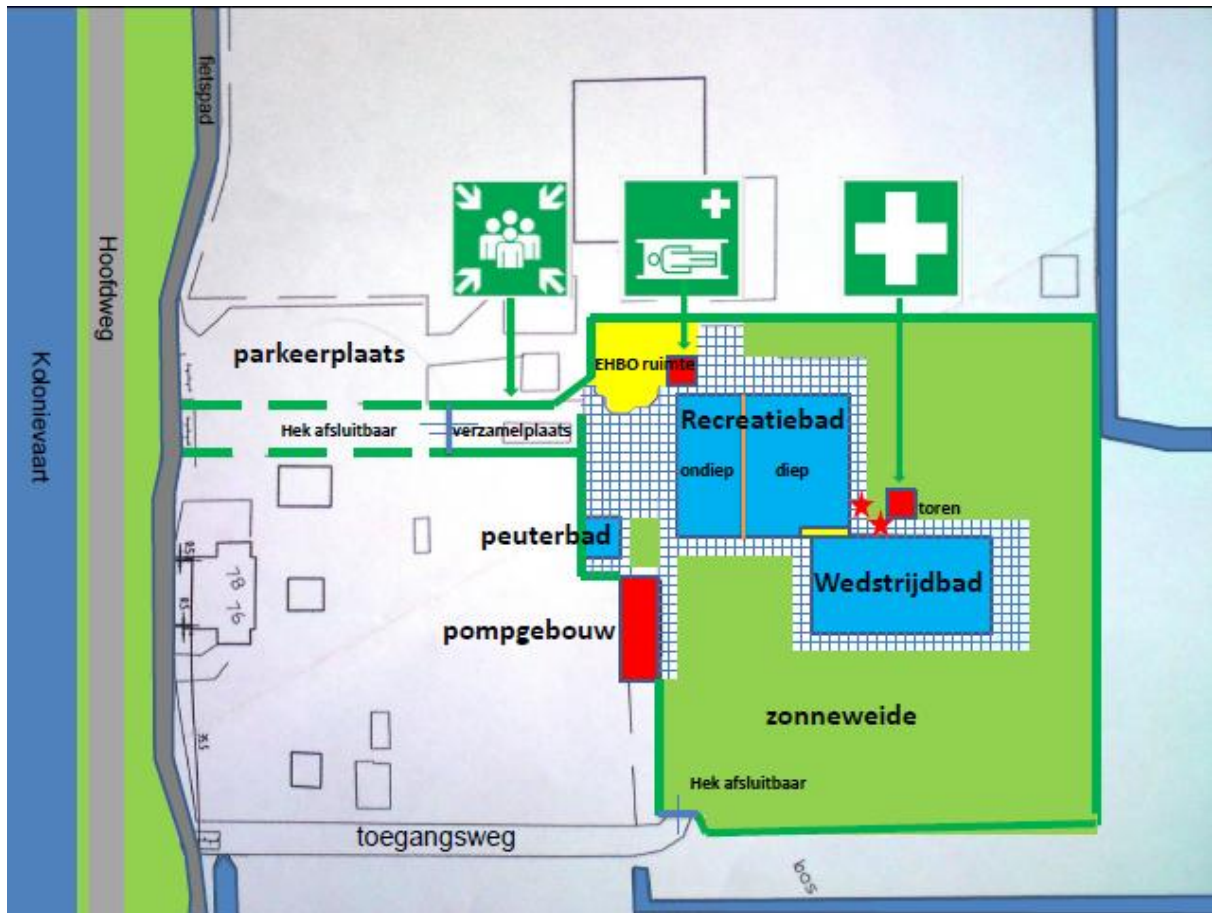 fietspad
Hoofdweg
Kolonievaart
parkeerplaats
EHBO ruimte
Hek afsluitbaar
verzamelplaats
Recreatiebad
ondiep
diep
toren
peuterbad
Wedstrijdbad
18 16
pompgebouw
zonneweide
Hek afsluitbaar
toegangsweg
bos